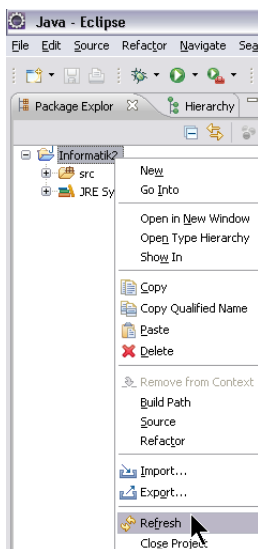 Java - Eclipse
File Edit Source Refactor Navigate Sea
Package Explor Hierarchy
Informatik2
src
JRE Sy
New
Go Into
Open in New Window
Open Type Hierarchy
Show In
Copy
Copy Qualified Name
Paste
Delete
Remove from Context
Build Path
Source
Refactor
Import...
Export...
Refresh
Close Project